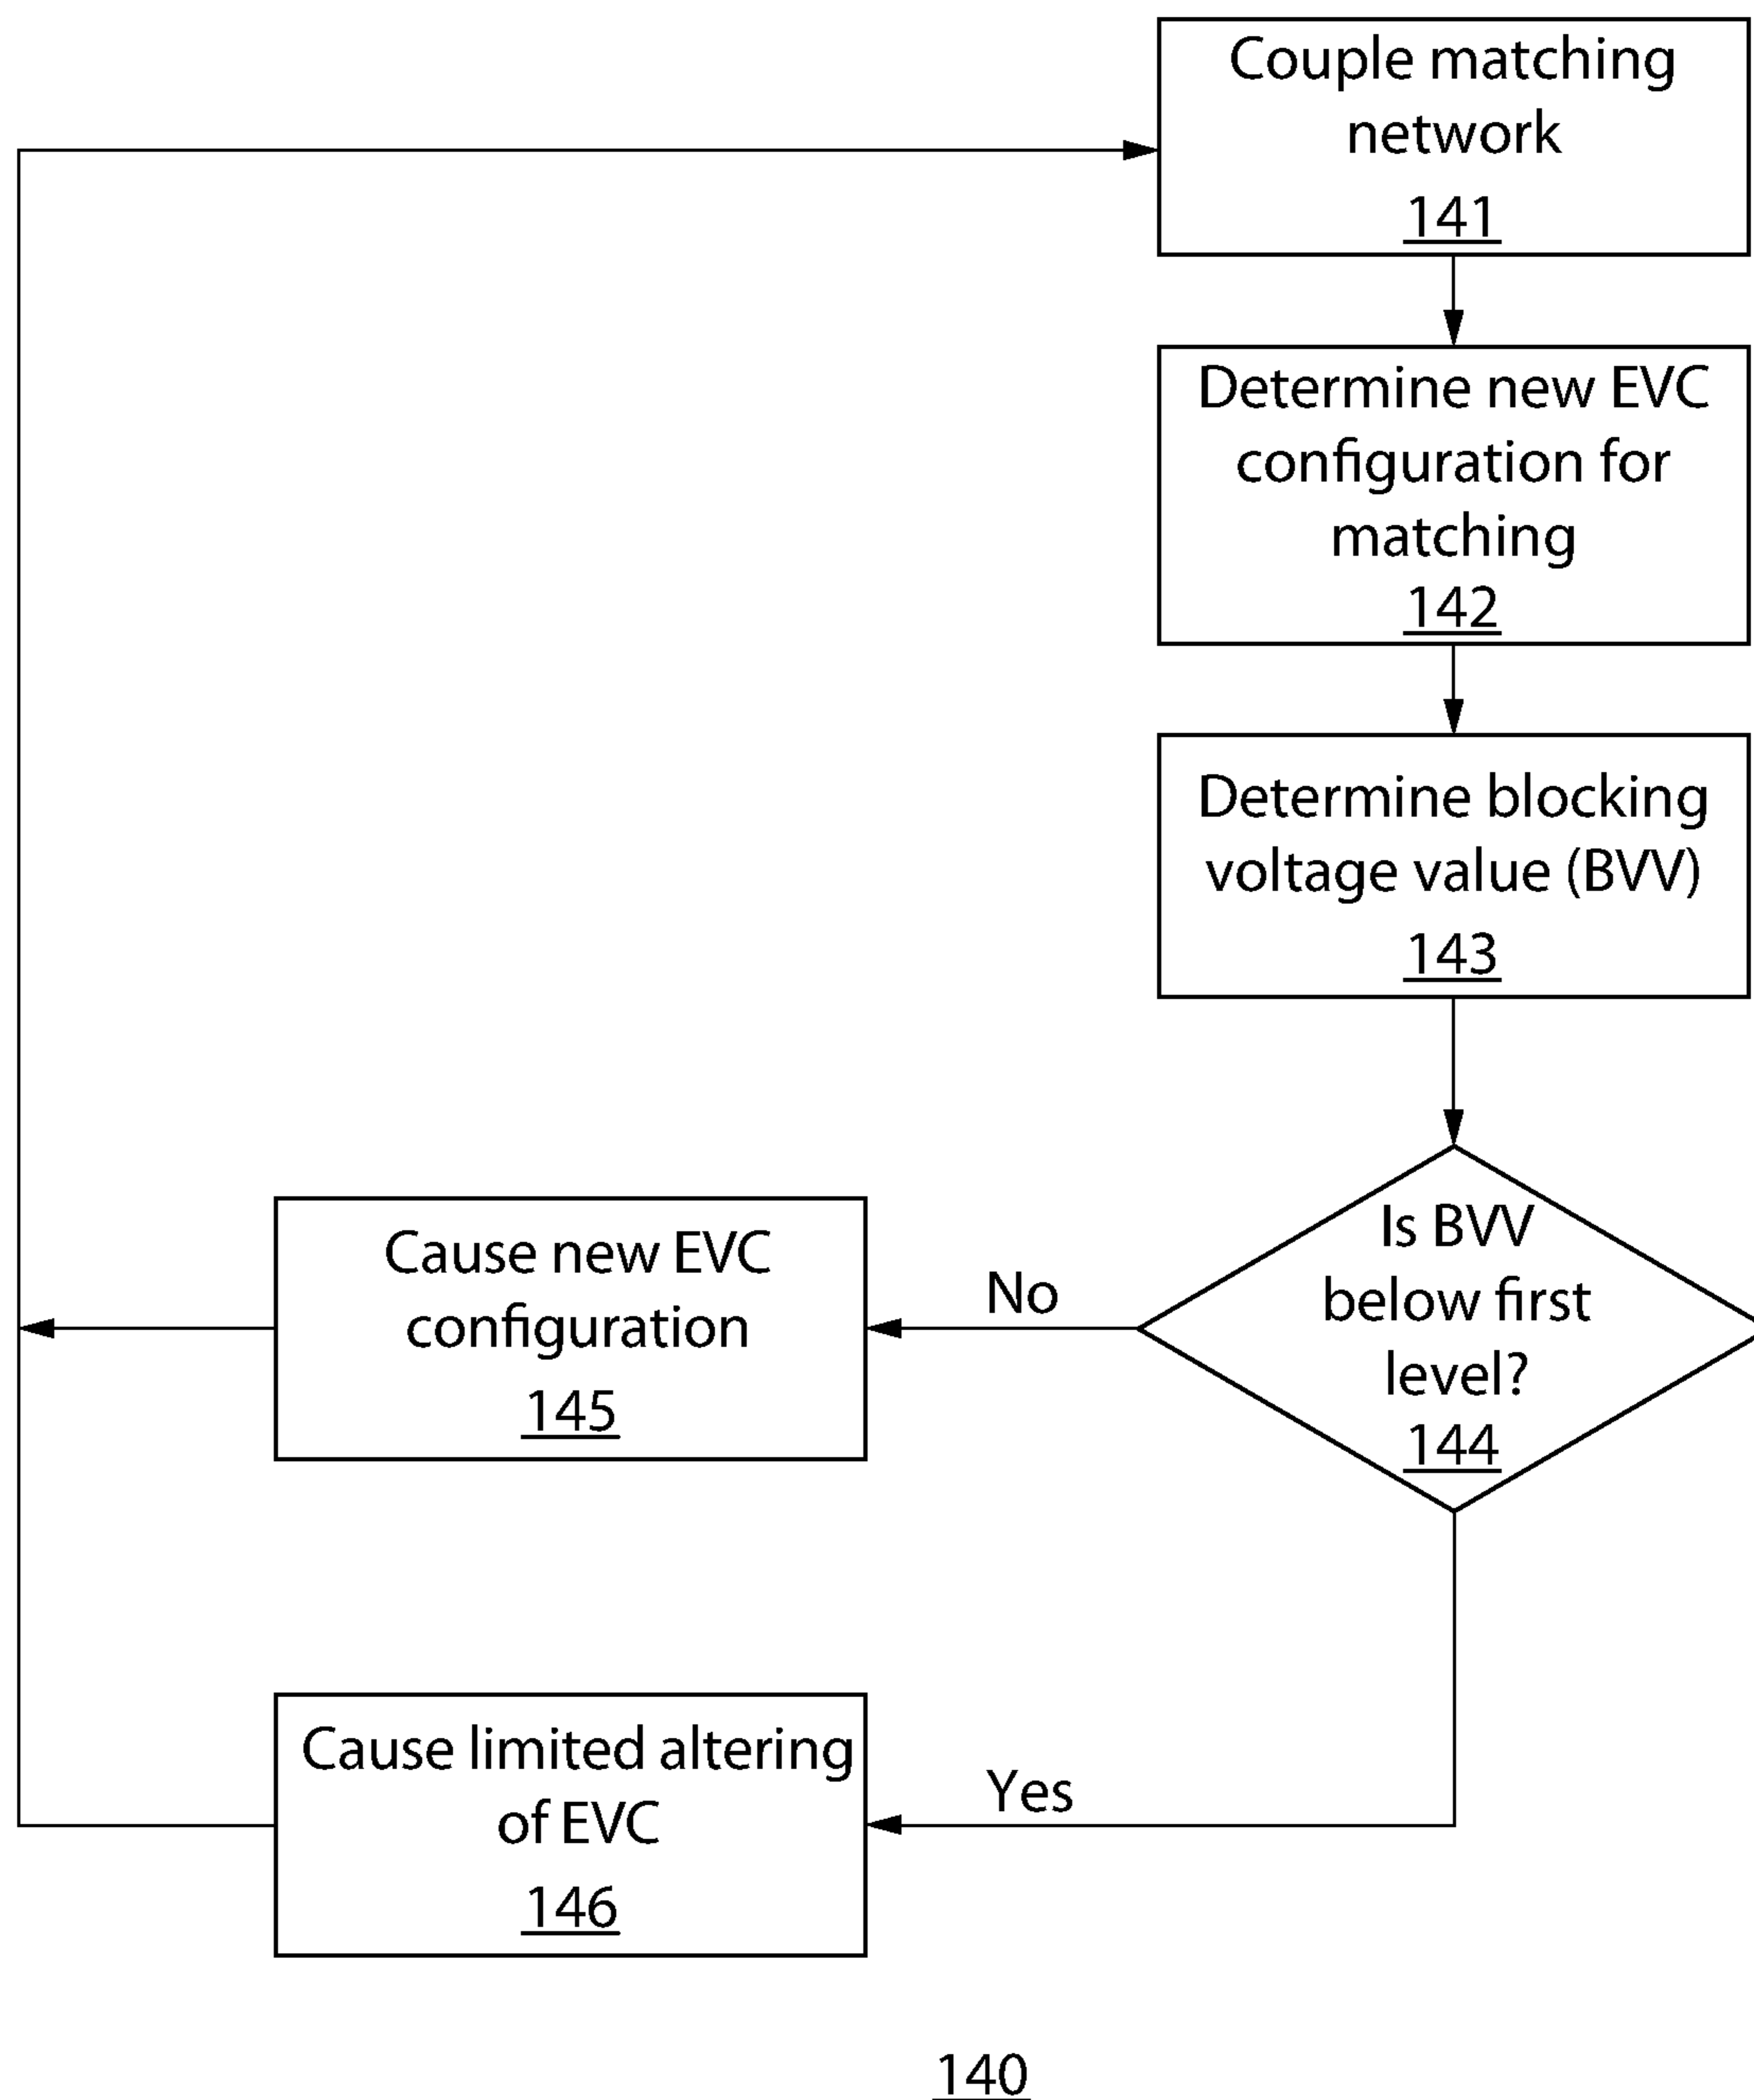 Couple matching
network
141
Determine new EVC
configuration for
matching
142
Determine blocking
voltage value (BVV)
143
Is BVV
below first
level?
144
No
Cause new EVC
configuration
145
Yes
Cause limited altering
of EVC
146
140